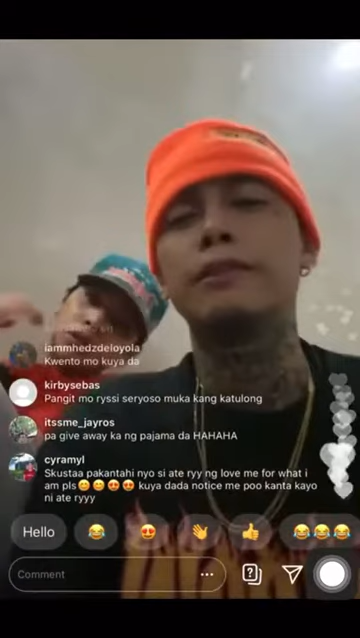 iammhedzdeloyola
Kwento mo kuya da
kirbysebas
Pangit mo ryssi seryoso muka kang katulong
itssme_jayros
pa give away ka ng pajama da HAHAHA
cyramyl
Skustaa pakantahi nyo si ate ryy ng love me for what i
am pls😊😊😍😍 kuya dada notice me poo kanta kayo
ni ate ryyy
Hello
Comment